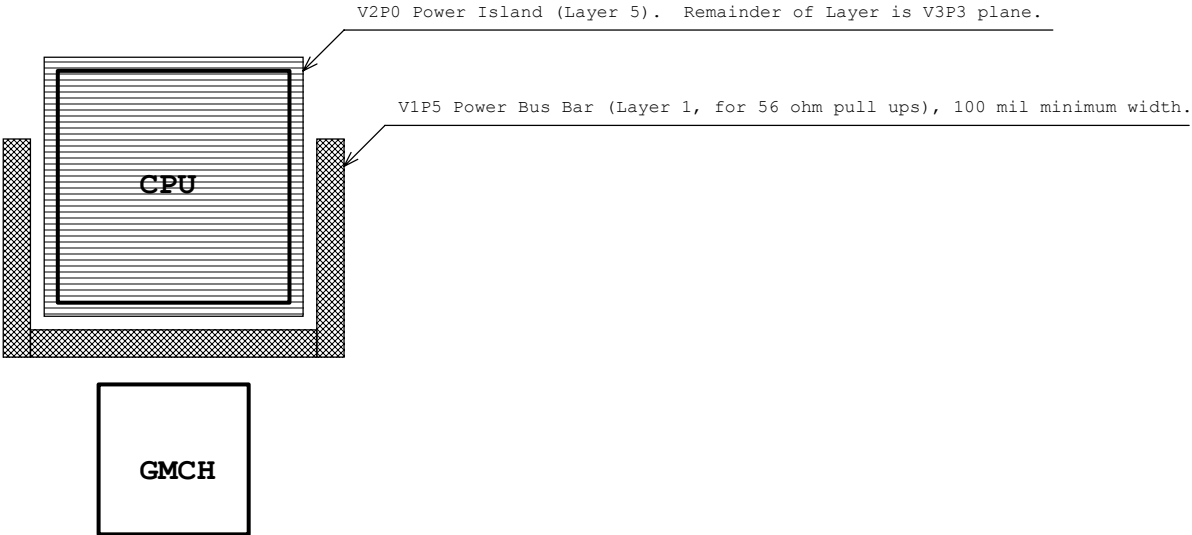 V2P0 Power Island (Layer 5).  Remainder of Layer is V3P3 plane.
V1P5 Power Bus Bar (Layer 1, for 56 ohm pull ups), 100 mil minimum width.
CPU
GMCH